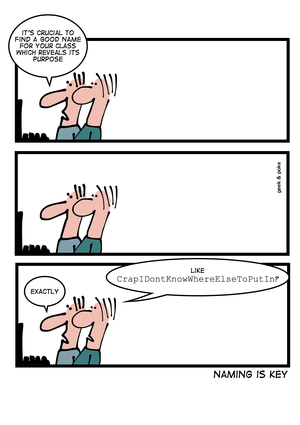 IT'S CRUCIAL TO
FIND A GOOD NAME
FOR YOUR CLASS
WHICH REVEALS ITS
PURPOSE
geek & poke
LIKE
CrapIDontKnowWhereElseToPutIn?
EXACTLY
NAMING IS KEY